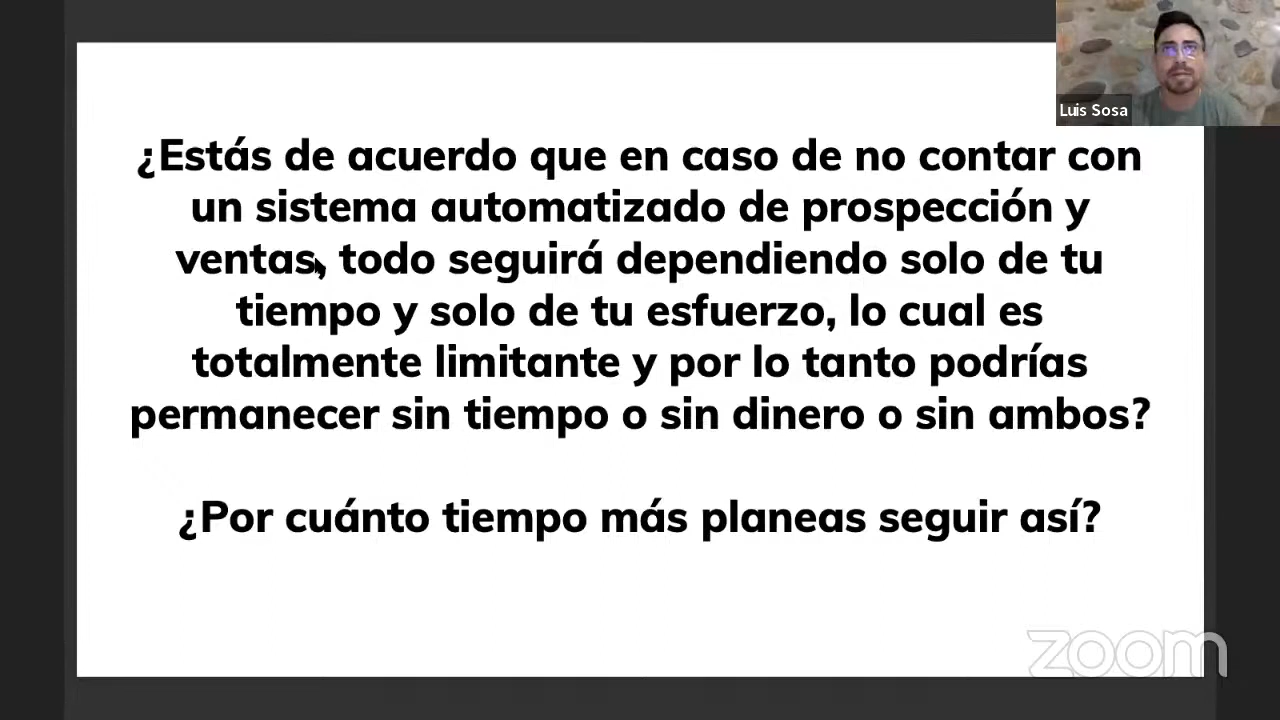 Luis Sosa
¿Estás de acuerdo que en caso de no contar con
un sistema automatizado de prospección y
ventas, todo seguirá dependiendo solo de tu
tiempo y solo de tu esfuerzo, lo cual es
totalmente limitante y por lo tanto podrías
permanecer sin tiempo o sin dinero o sin ambos?
¿Por cuánto tiempo más planeas seguir así?
zoom